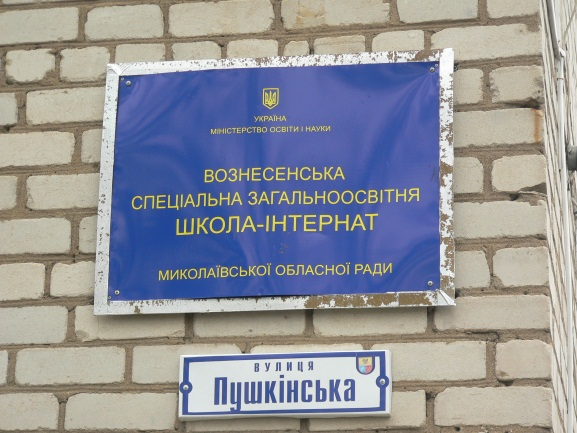 УКРАЇНА
МІНІСТЕРСТВО ОСВІТИ І НАУКИ
ВОЗНЕСЕНСЬКА
СПЕЦІАЛЬНА ЗАГАЛЬНООСВІТНЯ
ШКОЛА-ІНТЕРНАТ
МИКОЛАЇВСЬКОЇ ОБЛАСНОЇ РАДИ
ВУЛИЦЯ
Пушкінська